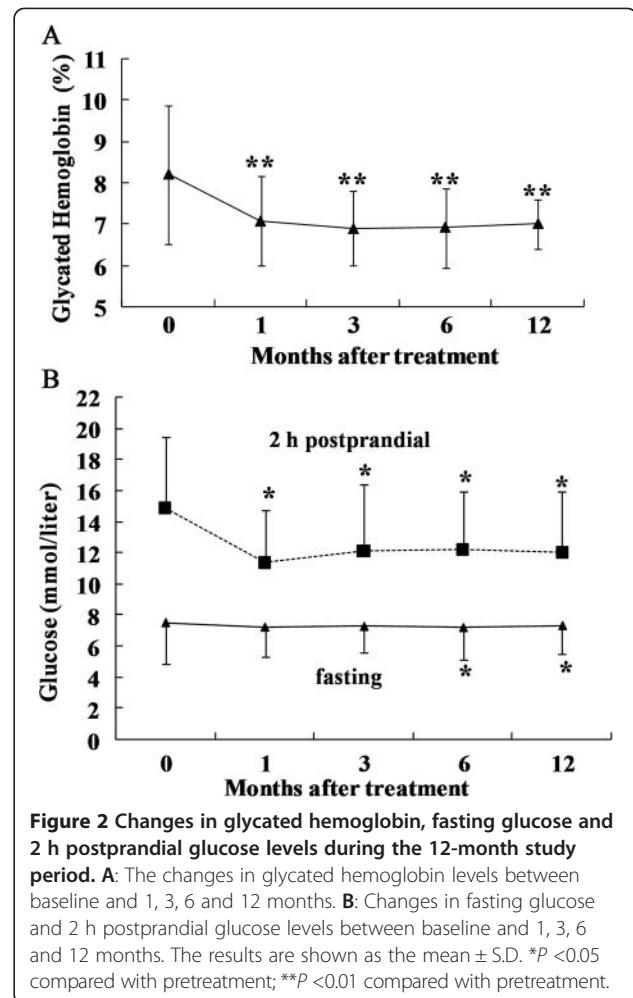 A
Glycated Hemoglobin (%)
11
10
9
8
7
6
5
** ** ** **
0 1 3 6 12
Months after treatment
B
Glucose (mmol/liter)
22
20
18
16
14
12
10
8
6
4
2
0
2 h postprandial
* * * *
fasting
* *
0 1 3 6 12
Months after treatment
Figure 2 Changes in glycated hemoglobin, fasting glucose and
2 h postprandial glucose levels during the 12-month study
period. A: The changes in glycated hemoglobin levels between
baseline and 1, 3, 6 and 12 months. B: Changes in fasting glucose
and 2 h postprandial glucose levels between baseline and 1, 3, 6
and 12 months. The results are shown as the mean ± S.D. *P <0.05
compared with pretreatment; **P <0.01 compared with pretreatment.